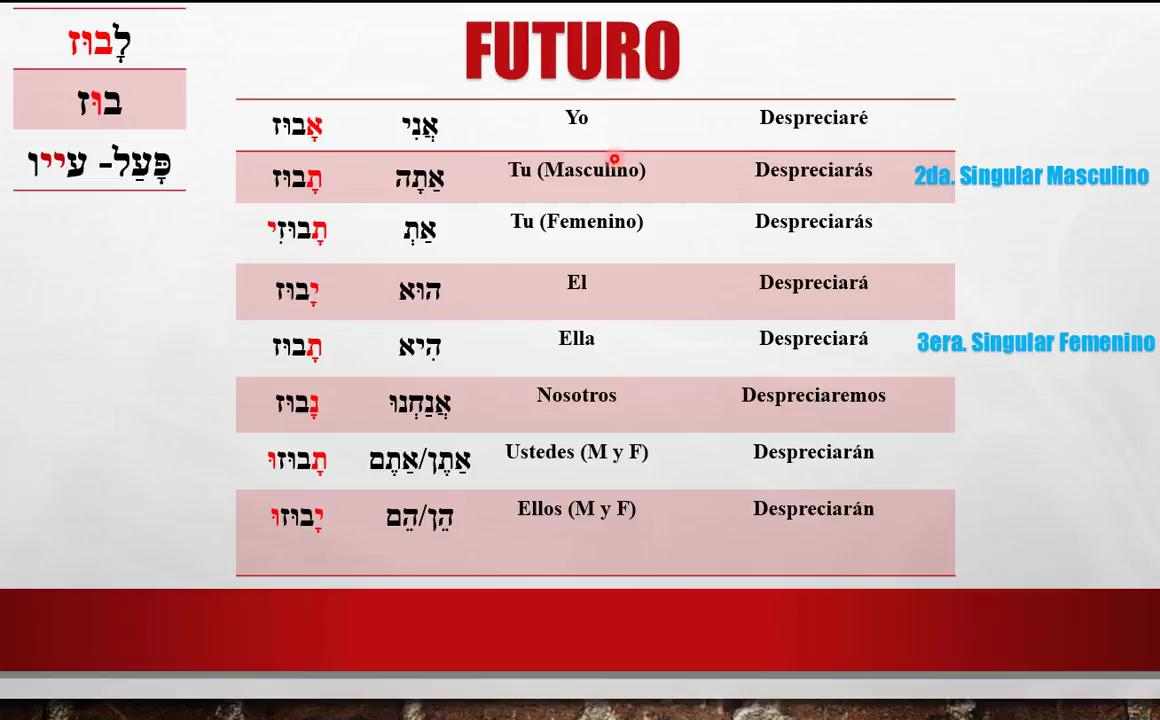 FUTURO
לָבוּז
בוּז
פָּעַל- עיין
אָבוּז אֲנִי Yo Despreciaré
תָבוּז אַתָה Tu (Masculino) Despreciarás 2da. Singular Masculino
תָבוּזִי אַתְ Tu (Femenino) Despreciarás
יָבוּז הוּא El Despreciará
תָבוּז הִיא Ella Despreciará 3era. Singular Femenino
נָבוּז אֲנַחְנוּ Nosotros Despreciaremos
תָבוּזוּ אַתֶם/אַתֶן Ustedes (M y F) Despreciarán
יָבוּזוּ הֵם/הֵן Ellos (M y F) Despreciarán